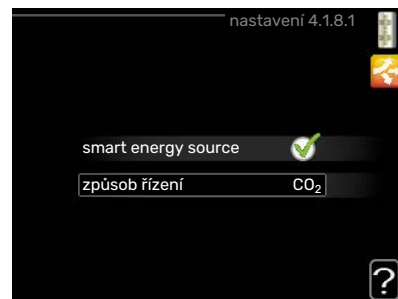 nastavení 4.1.8.1
smart energy source
způsob řízení CO₂
?